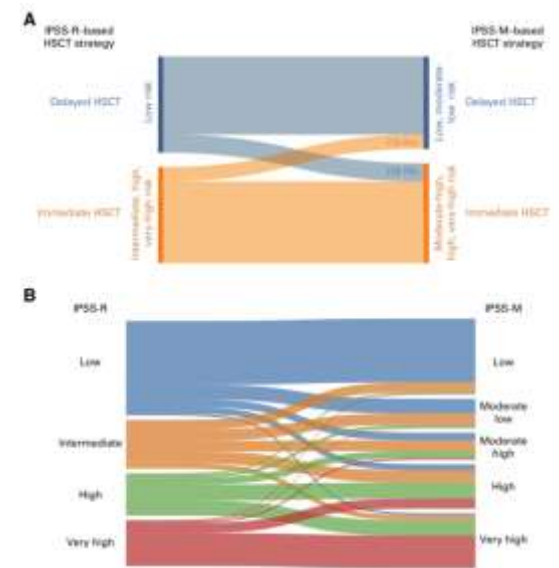 A
IPSS-R-based
HSCT strategy
IPSS-M-based
HSCT strategy
Delayed HSCT
Low risk
Low, moderate
low risk
Delayed HSCT
Immediate HSCT
Intermediate, high,
very-high risk
Moderate-high,
high, very-high risk
Immediate HSCT
B
IPSS-R
IPSS-M
Low
Low
Moderate
low
Intermediate
Moderate
high
High
High
Very high
Very high